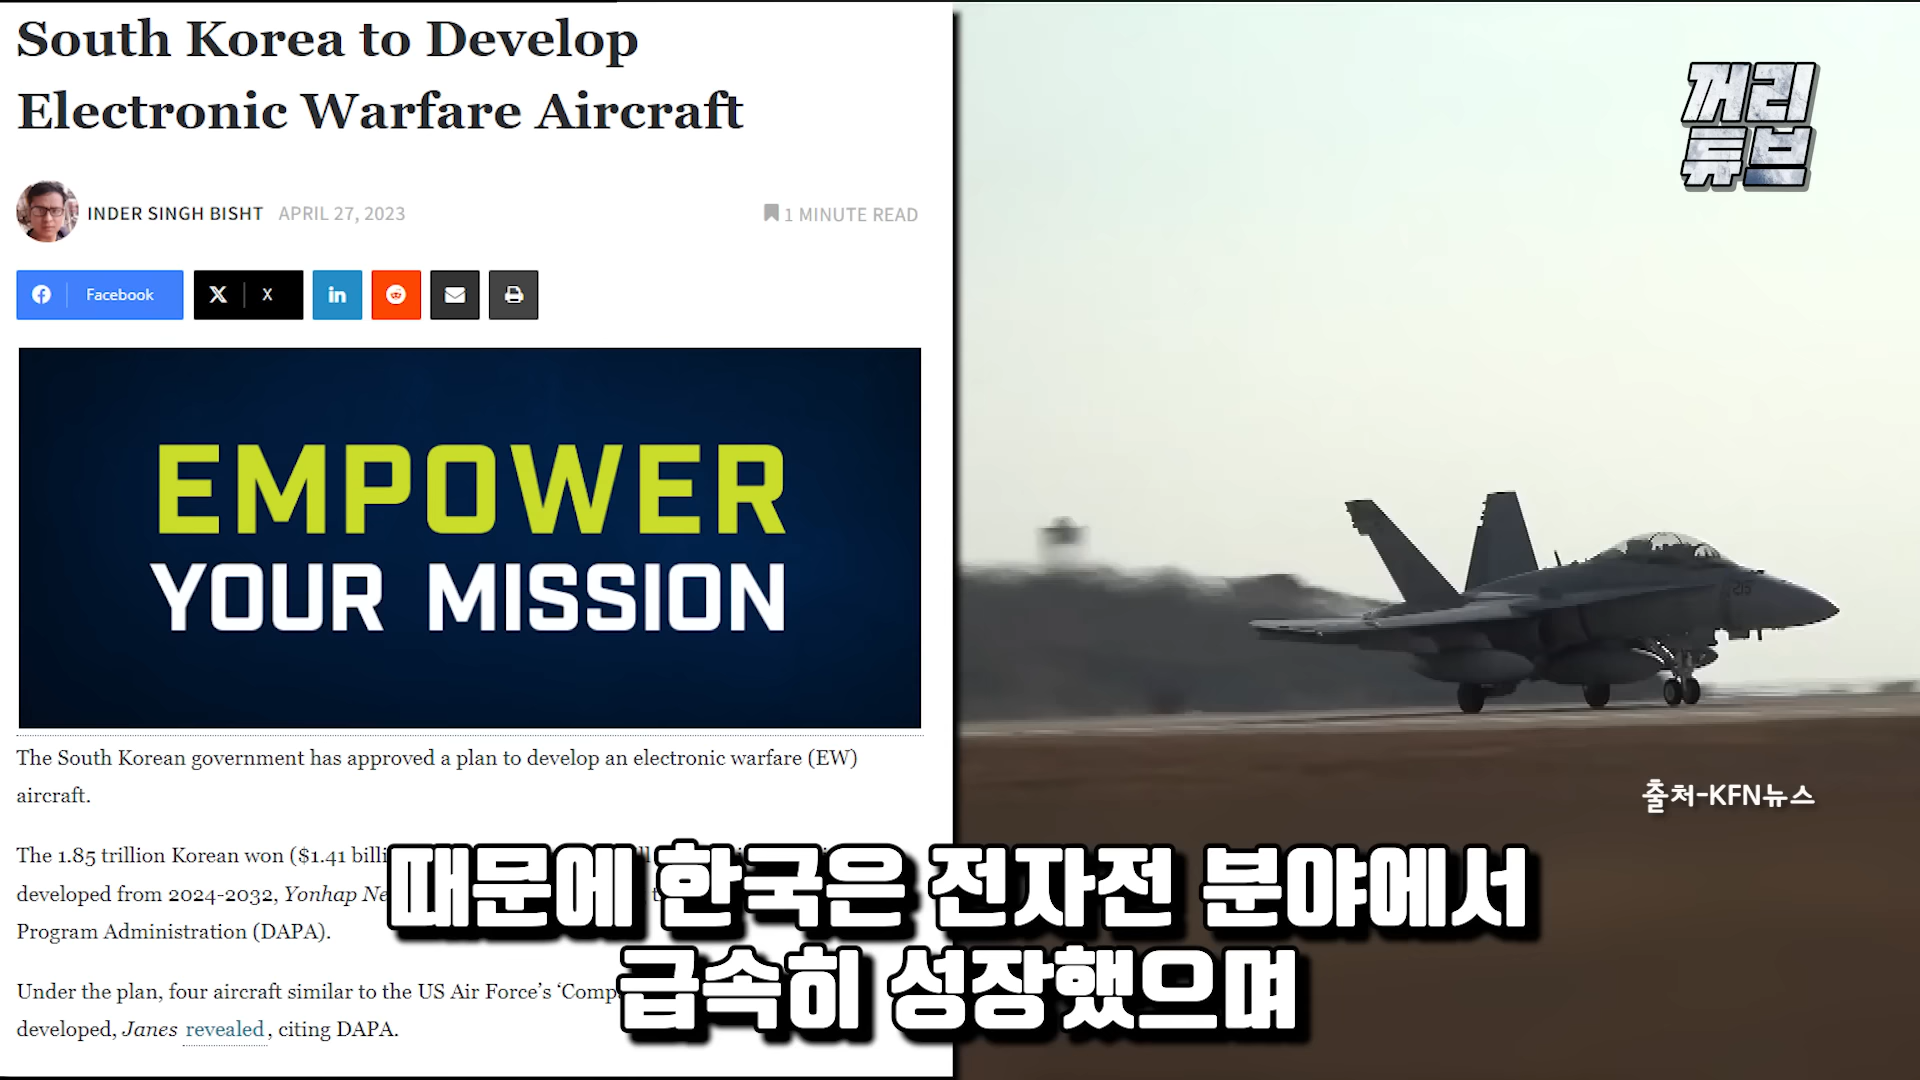 South Korea to Develop
Electronic Warfare Aircraft
INDER SINGH BISHT APRIL 27, 2023 1 MINUTE READ
Facebook X
EMPOWER
YOUR MISSION
The South Korean government has approved a plan to develop an electronic warfare (EW)
aircraft.
The 1.85 trillion Korean won ($1.41
developed from 2024-2032, Yonhap
Program Administration (DAPA).
Under the plan, four aircraft similar to the US Air Force's
developed, Janes revealed, citing DAPA.
꺼리
튜브
215
출처-KFN뉴스
때문에 한국은 전자전 분야에서
급속히 성장했으며